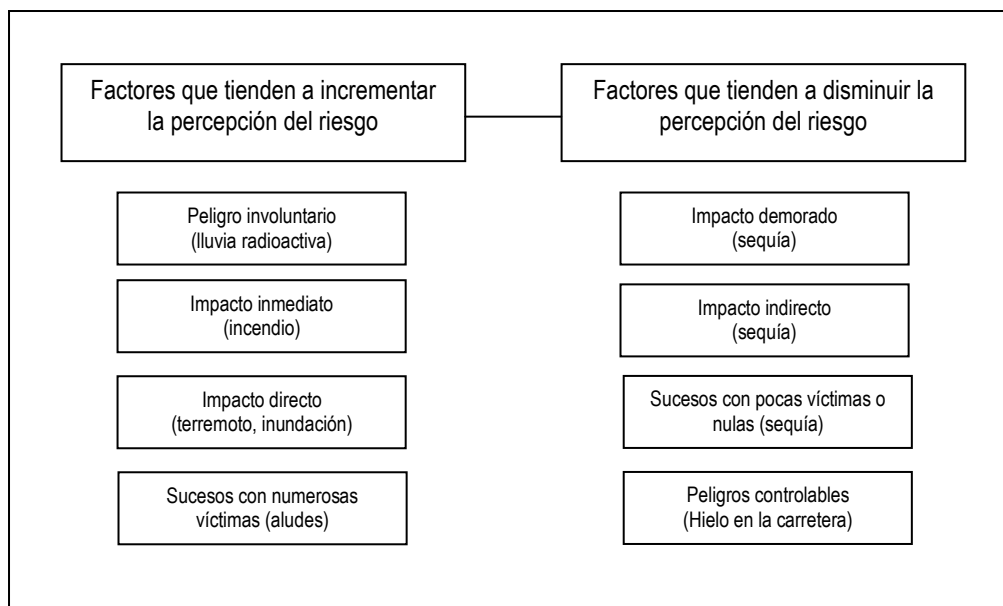 Factores que tienden a incrementar
la percepción del riesgo
Peligro involuntario
(lluvia radioactiva)
Impacto inmediato
(incendio)
Impacto directo
(terremoto, inundación)
Sucesos con numerosas
víctimas (aludes)
Factores que tienden a disminuir la
percepción del riesgo
Impacto demorado
(sequía)
Impacto indirecto
(sequía)
Sucesos con pocas víctimas o
nulas (sequía)
Peligros controlables
(Hielo en la carretera)